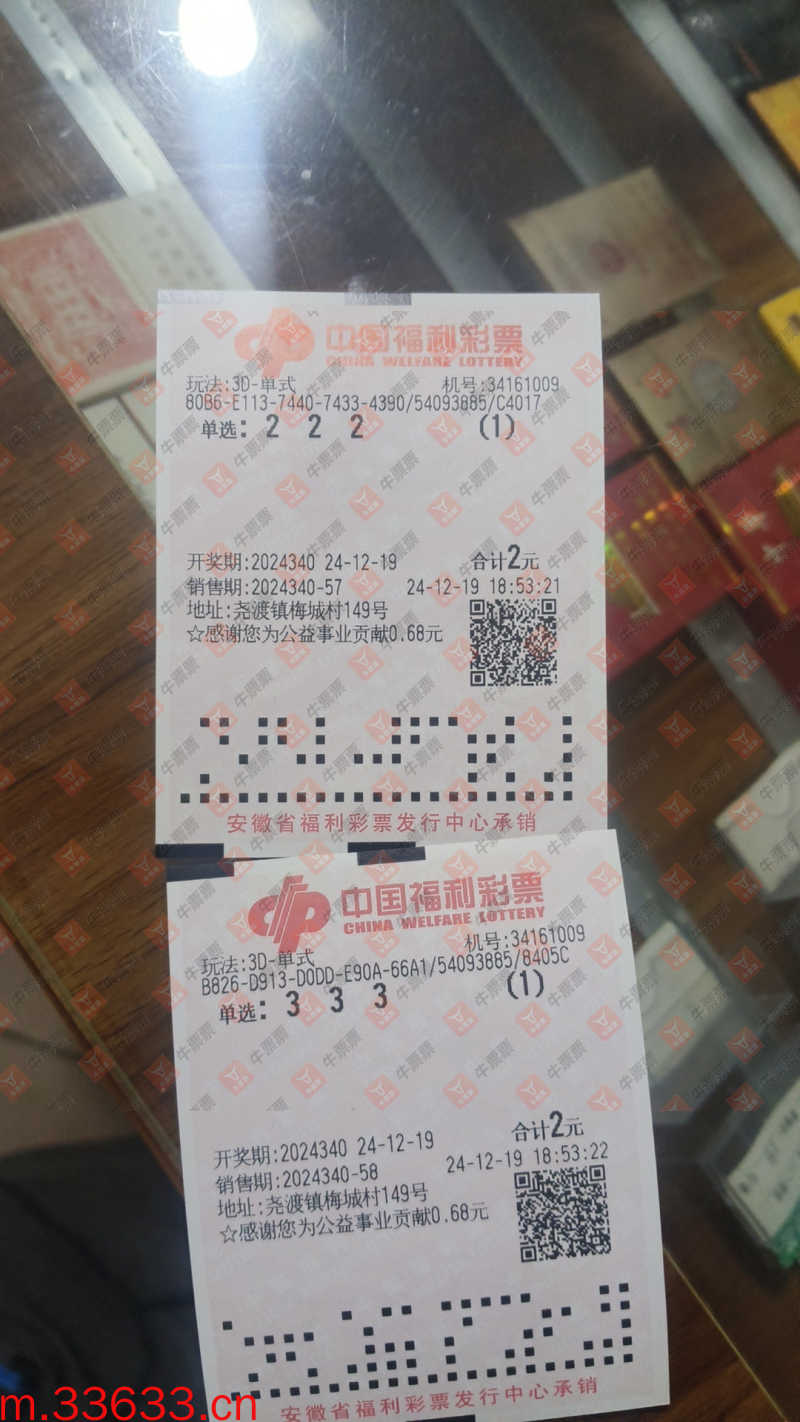 中国福利彩票
CHINA WELFARE LOTTERY
玩法:3D-单式 机号:34161009
80B6-E113-7440-7433-4390/54093885/C4017
单选: 2 2 2 (1)
开奖期:2024340 24-12-19 合计2元
销售期:2024340-57 24-12-19 18:53:21
地址:尧渡镇梅城村149号
☆感谢您为公益事业贡献0.68元
安徽省福利彩票发行中心承销
中国福利彩票
CHINA WELFARE LOTTERY
玩法:3D-单式 机号:34161009
B826-D913-D0DD-E90A-66A1/54093885/8405C
单选: 3 3 3 (1)
开奖期:2024340 24-12-19 合计2元
销售期:2024340-58 24-12-19 18:53:22
地址:尧渡镇梅城村149号
☆感谢您为公益事业贡献0.68元
安徽省福利彩票发行中心承销
牛票票
m.33633.cn